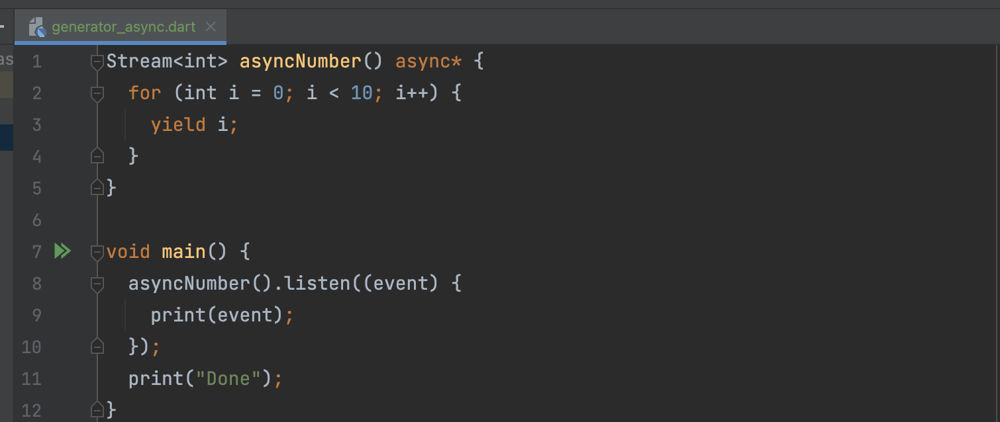 generator_async.dart
as
1 Stream<int> asyncNumber() async* {
2 for (int i = 0; i < 10; i++) {
3 yield i;
4 }
5 }
6
7 void main() {
8 asyncNumber().listen((event) {
9 print(event);
10 });
11 print("Done");
12 }